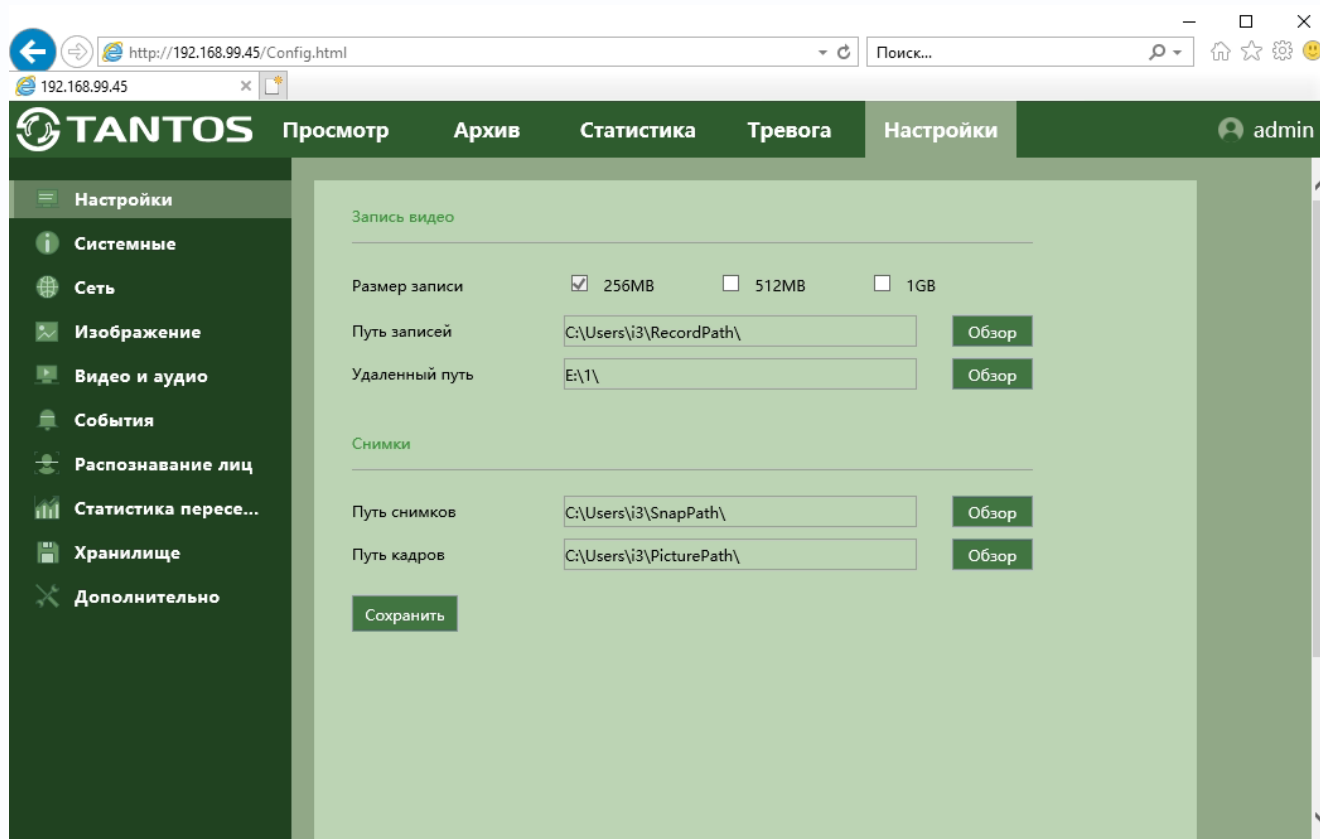 http://192.168.99.45/Config.html
Поиск...
192.168.99.45
TANTOS Просмотр Архив Статистика Тревога Настройки admin
Настройки
Системные
Сеть
Изображение
Видео и аудио
События
Распознавание лиц
Статистика пересе...
Хранилище
Дополнительно
Запись видео
Размер записи 256MB 512MB 1GB
Путь записей C:\Users\i3\RecordPath\ Обзор
Удаленный путь E:\1\ Обзор
Снимки
Путь снимков C:\Users\i3\SnapPath\ Обзор
Путь кадров C:\Users\i3\PicturePath\ Обзор
Сохранить